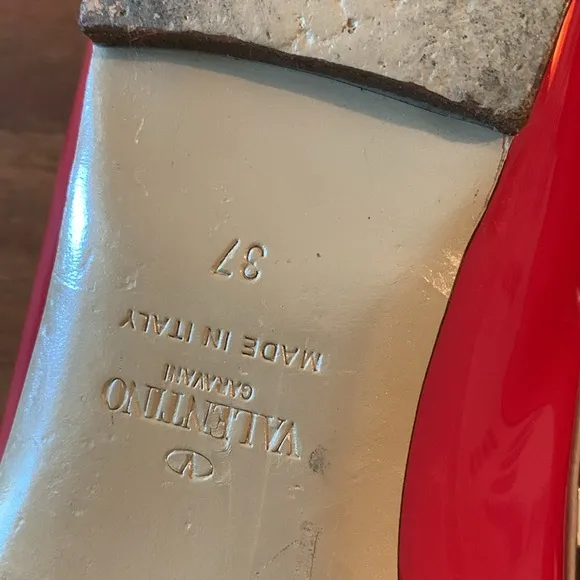 VALENTINO
GARAVANI
MADE IN ITALY
37